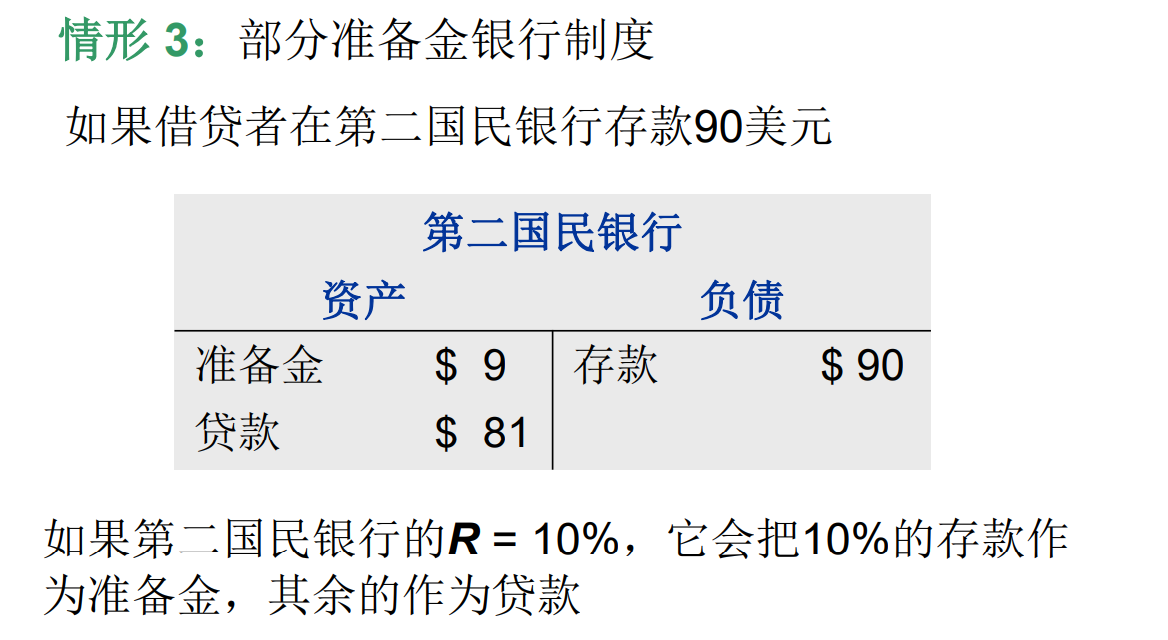 情形 3：部分准备金银行制度
如果借贷者在第二国民银行存款90美元
第二国民银行
资产 负债
准备金 $ 9 存款 $ 90
贷款 $ 81
如果第二国民银行的R = 10%，它会把10%的存款作
为准备金，其余的作为贷款